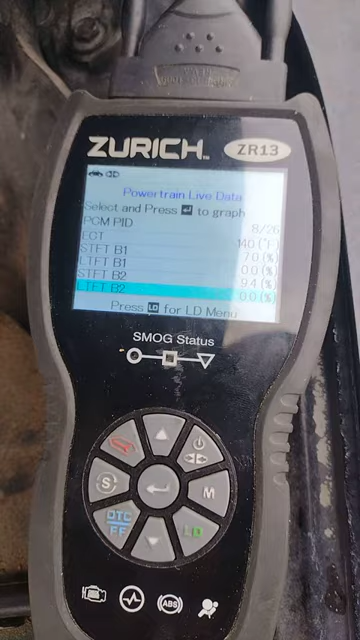 ZURICH
ZR13
Powertrain Live Data
Select and Press to graph
PCM PID 8/26
ECT 140 (°F)
STFT B1 7.0 (%)
LTFT B1 0.0 (%)
STFT B2 9.4 (%)
LTFT B2 0.0 (%)
Press LD for LD Menu
SMOG Status
S
M
DTC
FF
LD
ABS